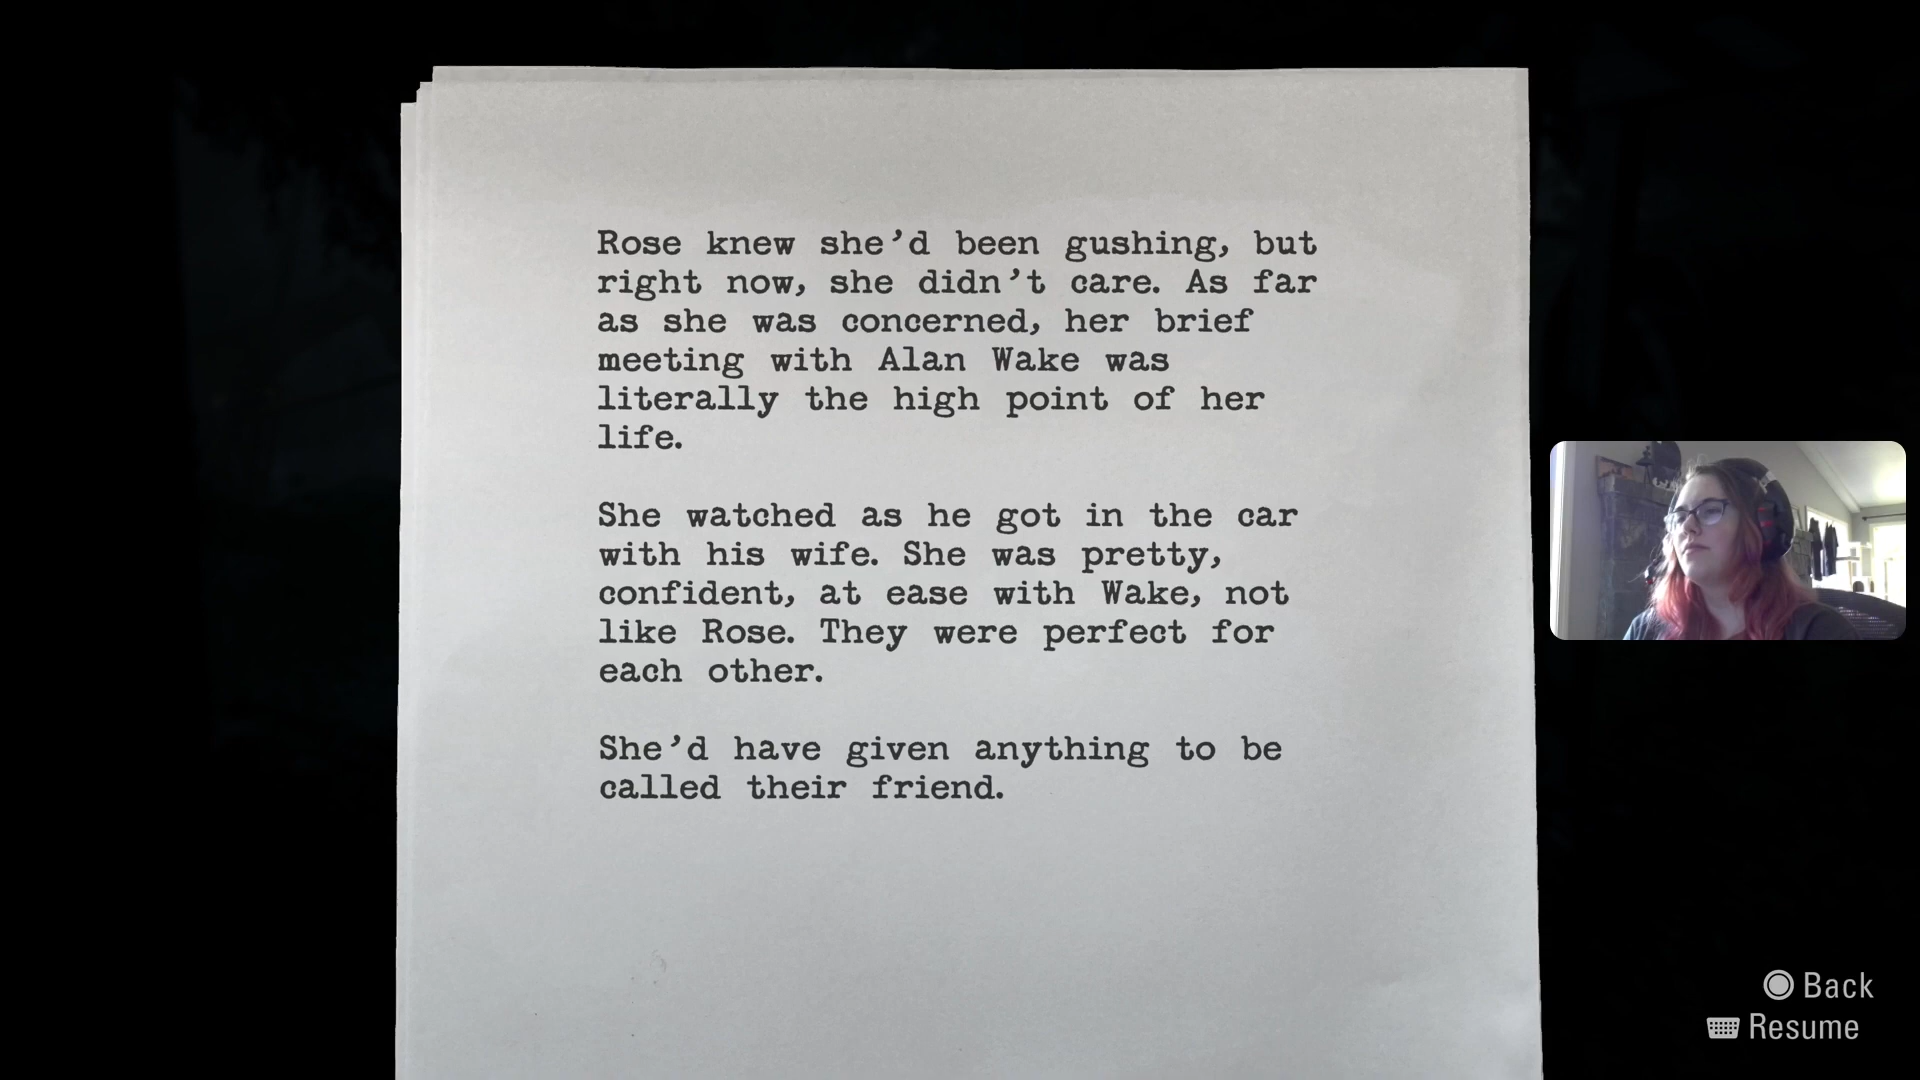 Rose knew she’d been gushing, but
right now, she didn’t care. As far
as she was concerned, her brief
meeting with Alan Wake was
literally the high point of her
life.
She watched as he got in the car
with his wife. She was pretty,
confident, at ease with Wake, not
like Rose. They were perfect for
each other.
She’d have given anything to be
called their friend.
Back
Resume